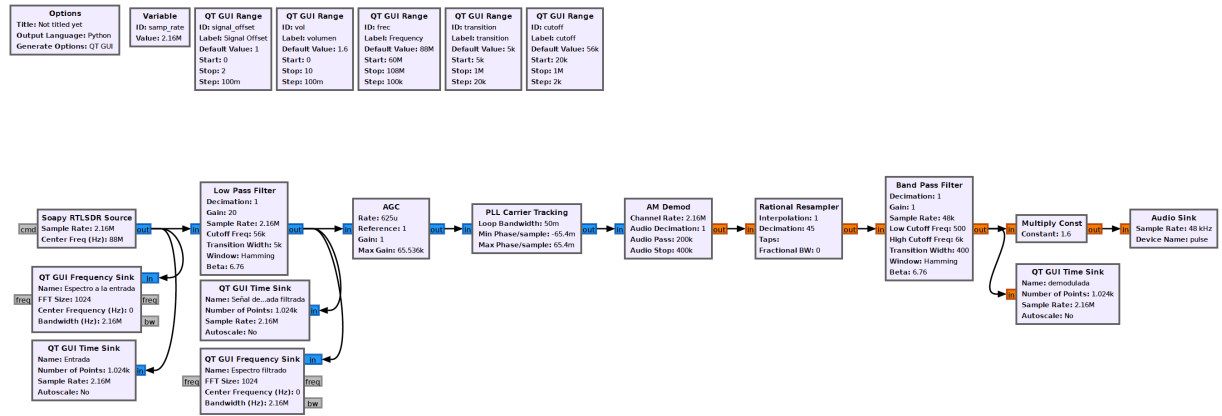 Options
Title: Not titled yet
Output Language: Python
Generate Options: QT GUI
Variable
ID: samp_rate
Value: 2.16M
QT GUI Range
ID: signal_offset
Label: Signal Offset
Default Value: 1
Start: 0
Stop: 2
Step: 100m
QT GUI Range
ID: vol
Label: volumen
Default Value: 1.6
Start: 0
Stop: 10
Step: 100m
QT GUI Range
ID: frec
Label: Frequency
Default Value: 88M
Start: 60M
Stop: 108M
Step: 100k
QT GUI Range
ID: transition
Label: transition
Default Value: 5k
Start: 5k
Stop: 1M
Step: 20k
QT GUI Range
ID: cutoff
Label: cutoff
Default Value: 56k
Start: 20k
Stop: 1M
Step: 2k
cmd
Soapy RTLSDR Source
Sample Rate: 2.16M
Center Freq (Hz): 88M
out
in
Low Pass Filter
Decimation: 1
Gain: 20
Sample Rate: 2.16M
Cutoff Freq: 56k
Transition Width: 5k
Window: Hamming
Beta: 6.76
out
in
AGC
Rate: 625u
Reference: 1
Gain: 1
Max Gain: 65.536k
out
in
PLL Carrier Tracking
Loop Bandwidth: 50m
Min Phase/sample: -65.4m
Max Phase/sample: 65.4m
out
in
AM Demod
Channel Rate: 2.16M
Audio Decimation: 1
Audio Pass: 200k
Audio Stop: 400k
out
in
Rational Resampler
Interpolation: 1
Decimation: 45
Taps:
Fractional BW: 0
out
in
Band Pass Filter
Decimation: 1
Gain: 1
Sample Rate: 48k
Low Cutoff Freq: 500
High Cutoff Freq: 6k
Transition Width: 400
Window: Hamming
Beta: 6.76
out
in
Multiply Const
Constant: 1.6
out
in
Audio Sink
Sample Rate: 48 kHz
Device Name: pulse
QT GUI Frequency Sink
Name: Espectro a la entrada
FFT Size: 1024
Center Frequency (Hz): 0
Bandwidth (Hz): 2.16M
in
freq
freq
bw
QT GUI Time Sink
Name: Entrada
Number of Points: 1.024k
Sample Rate: 2.16M
Autoscale: No
in
QT GUI Time Sink
Name: Señal de...ada filtrada
Number of Points: 1.024k
Sample Rate: 2.16M
Autoscale: No
in
QT GUI Frequency Sink
Name: Espectro filtrado
FFT Size: 1024
Center Frequency (Hz): 0
Bandwidth (Hz): 2.16M
in
freq
freq
bw
in
QT GUI Time Sink
Name: demodulada
Number of Points: 1.024k
Sample Rate: 2.16M
Autoscale: No